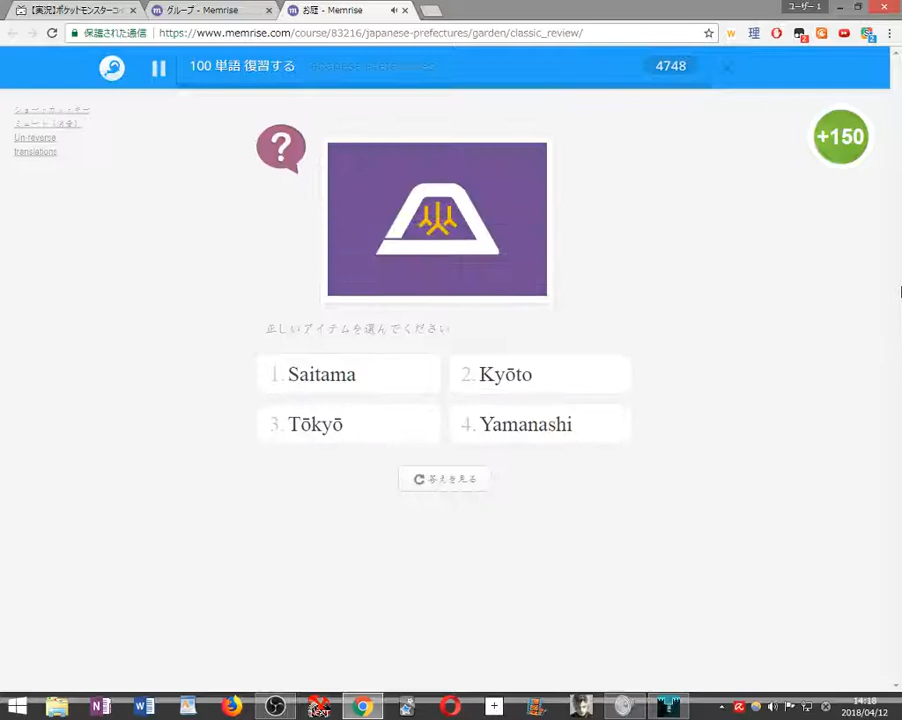 【実況】ポケットモンスターコイ
グループ - Memrise
お庭 - Memrise
ユーザー 1
保護された通信
https://www.memrise.com/course/83216/japanese-prefectures/garden/classic_review/
100 単語 復習する
4748
Un-reverse
translations
+150
?
正しいアイテムを選んでください
1. Saitama
2. Kyōto
3. Tōkyō
4. Yamanashi
答えを見る
14:18
2018/04/12